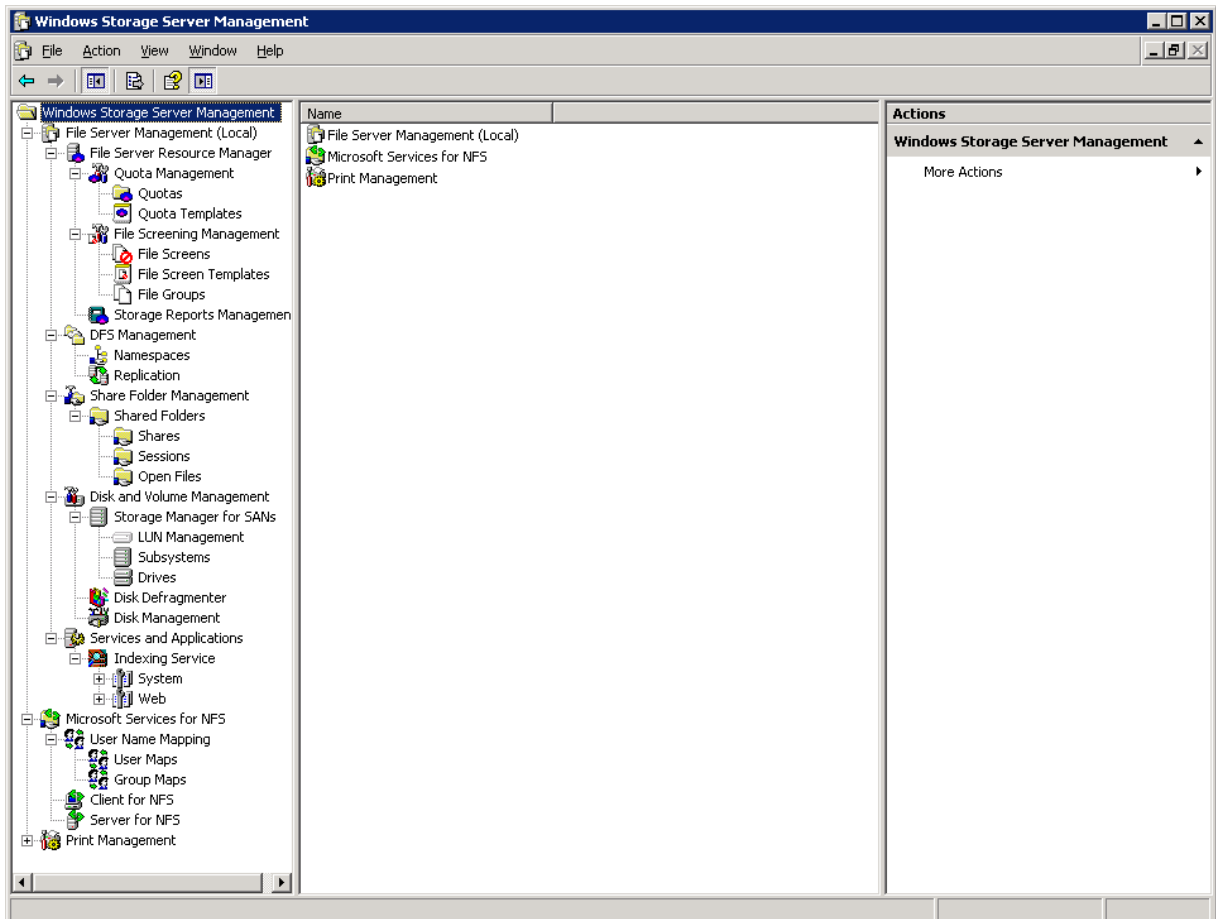 Windows Storage Server Management
File Action View Window Help
Windows Storage Server Management
File Server Management (Local)
File Server Resource Manager
Quota Management
Quotas
Quota Templates
File Screening Management
File Screens
File Screen Templates
File Groups
Storage Reports Managemen
DFS Management
Namespaces
Replication
Share Folder Management
Shared Folders
Shares
Sessions
Open Files
Disk and Volume Management
Storage Manager for SANs
LUN Management
Subsystems
Drives
Disk Defragmenter
Disk Management
Services and Applications
Indexing Service
System
Web
Microsoft Services for NFS
User Name Mapping
User Maps
Group Maps
Client for NFS
Server for NFS
Print Management
Name
File Server Management (Local)
Microsoft Services for NFS
Print Management
Actions
Windows Storage Server Management
More Actions